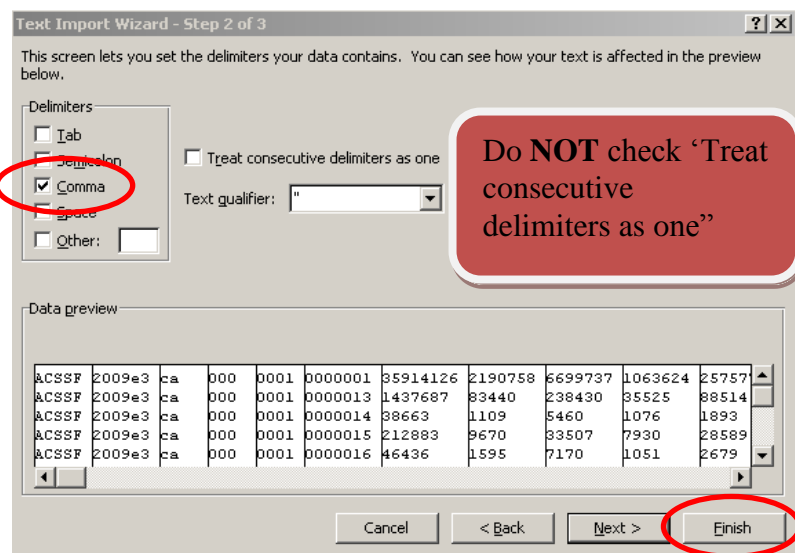 Text Import Wizard - Step 2 of 3
This screen lets you set the delimiters your data contains. You can see how your text is affected in the preview
below.
Delimiters
Tab
Semicolon
Comma
Space
Other:
Treat consecutive delimiters as one
Text qualifier: "
Do NOT check ‘Treat
consecutive
delimiters as one”
Data preview
ACSSF 2009e3 ca 000 0001 0000001 35914126 2190758 6699737 1063624 25757
ACSSF 2009e3 ca 000 0001 0000013 1437687 83440 238430 35525 88514
ACSSF 2009e3 ca 000 0001 0000014 38663 1109 5460 1076 1893
ACSSF 2009e3 ca 000 0001 0000015 212883 9670 33507 7930 28589
ACSSF 2009e3 ca 000 0001 0000016 46436 1595 7170 1051 2679
Cancel < Back Next > Finish